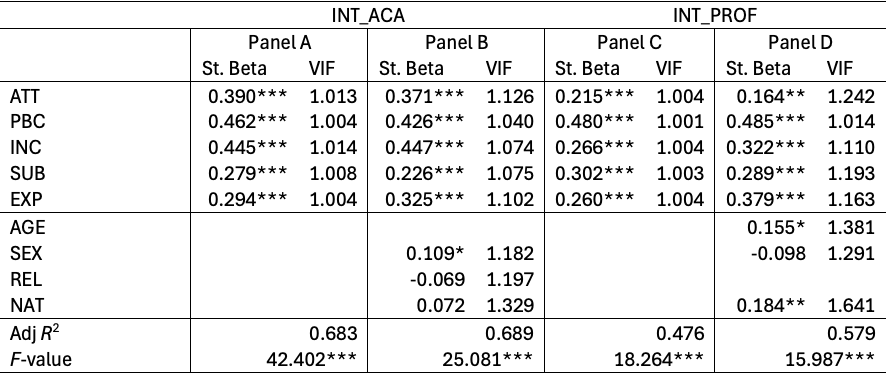 INT_ACA INT_PROF
Panel A Panel B Panel C Panel D
St. Beta VIF St. Beta VIF St. Beta VIF St. Beta VIF
ATT 0.390*** 1.013 0.371*** 1.126 0.215*** 1.004 0.164** 1.242
PBC 0.462*** 1.004 0.426*** 1.040 0.480*** 1.001 0.485*** 1.014
INC 0.445*** 1.014 0.447*** 1.074 0.266*** 1.004 0.322*** 1.110
SUB 0.279*** 1.008 0.226*** 1.075 0.302*** 1.003 0.289*** 1.193
EXP 0.294*** 1.004 0.325*** 1.102 0.260*** 1.004 0.379*** 1.163
AGE 0.155* 1.381
SEX 0.109* 1.182 -0.098 1.291
REL -0.069 1.197
NAT 0.072 1.329 0.184** 1.641
Adj R² 0.683 0.689 0.476 0.579
F-value 42.402*** 25.081*** 18.264*** 15.987***